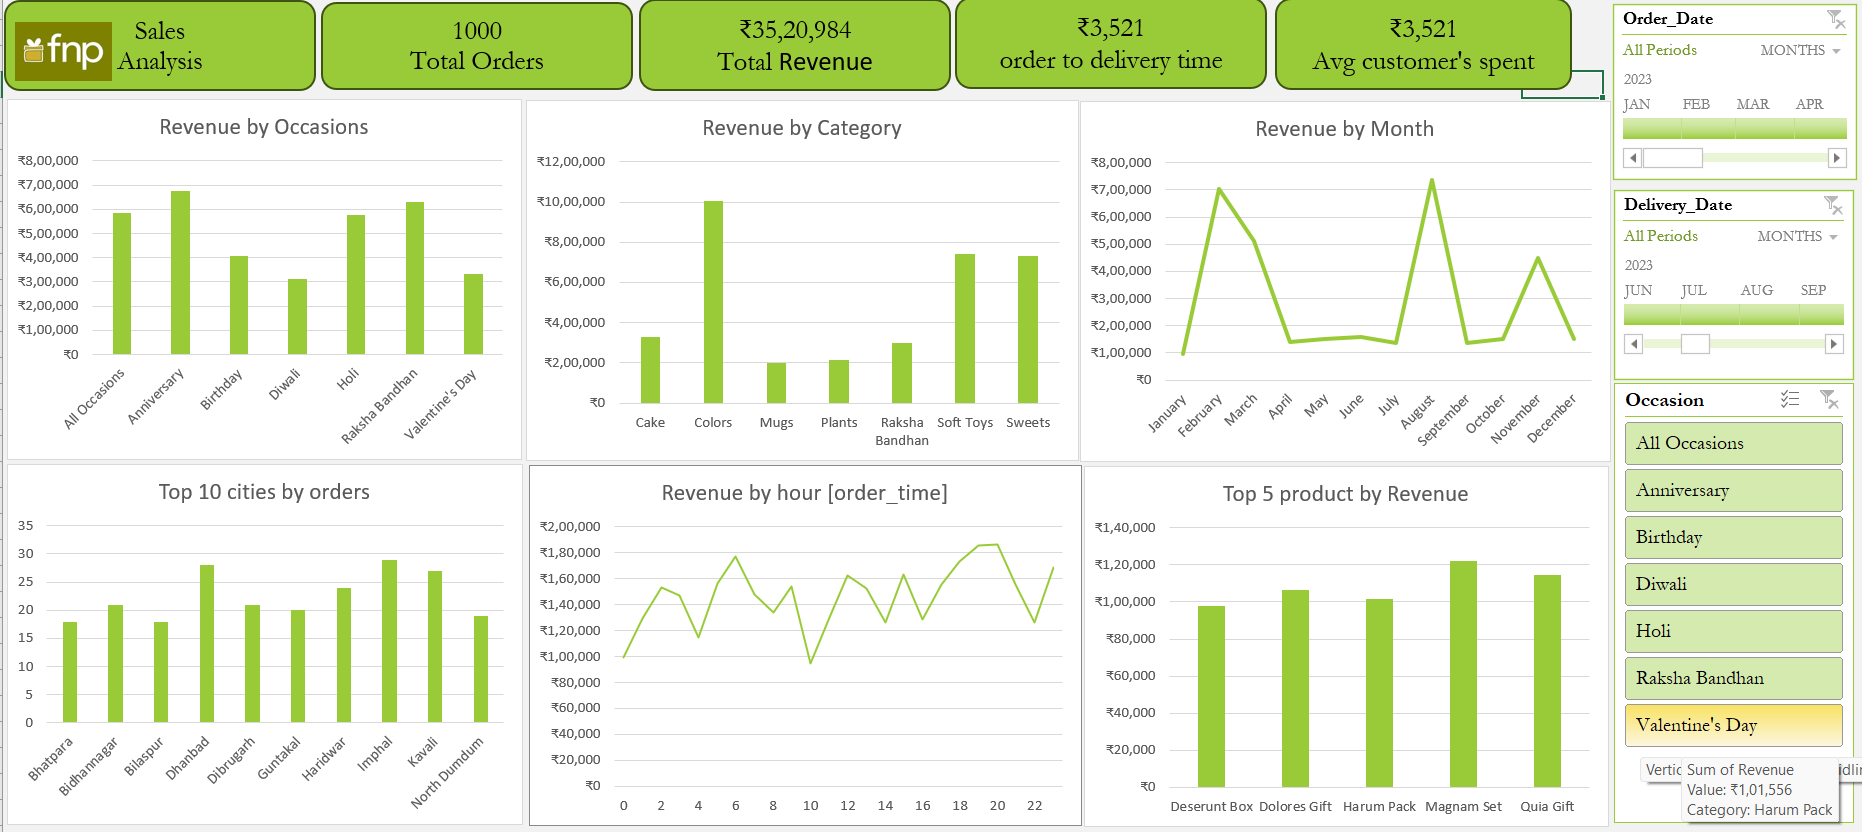 fnp
Sales
Analysis
1000
Total Orders
₹35,20,984
Total Revenue
₹3,521
order to delivery time
₹3,521
Avg customer's spent
Revenue by Occasions
₹8,00,000
₹7,00,000
₹6,00,000
₹5,00,000
₹4,00,000
₹3,00,000
₹2,00,000
₹1,00,000
₹0
All Occasions
Anniversary
Birthday
Diwali
Holi
Raksha Bandhan
Valentine's Day
Revenue by Category
₹12,00,000
₹10,00,000
₹8,00,000
₹6,00,000
₹4,00,000
₹2,00,000
₹0
Cake
Colors
Mugs
Plants
Raksha
Bandhan
Soft Toys
Sweets
Revenue by Month
₹8,00,000
₹7,00,000
₹6,00,000
₹5,00,000
₹4,00,000
₹3,00,000
₹2,00,000
₹1,00,000
₹0
January
February
March
April
May
June
July
August
September
October
November
December
Top 10 cities by orders
35
30
25
20
15
10
5
0
Bhatpara
Bidhannagar
Bilaspur
Dhanbad
Dibrugarh
Guntakal
Haridwar
Imphal
Kavali
North Dumdum
Revenue by hour [order_time]
₹2,00,000
₹1,80,000
₹1,60,000
₹1,40,000
₹1,20,000
₹1,00,000
₹80,000
₹60,000
₹40,000
₹20,000
₹0
0 2 4 6 8 10 12 14 16 18 20 22
Top 5 product by Revenue
₹1,40,000
₹1,20,000
₹1,00,000
₹80,000
₹60,000
₹40,000
₹20,000
₹0
Deserunt Box Dolores Gift Harum Pack Magnam Set Quia Gift
Order_Date
All Periods MONTHS
2023
JAN FEB MAR APR
Delivery_Date
All Periods MONTHS
2023
JUN JUL AUG SEP
Occasion
All Occasions
Anniversary
Birthday
Diwali
Holi
Raksha Bandhan
Valentine's Day
Sum of Revenue
Value: ₹1,01,556
Category: Harum Pack